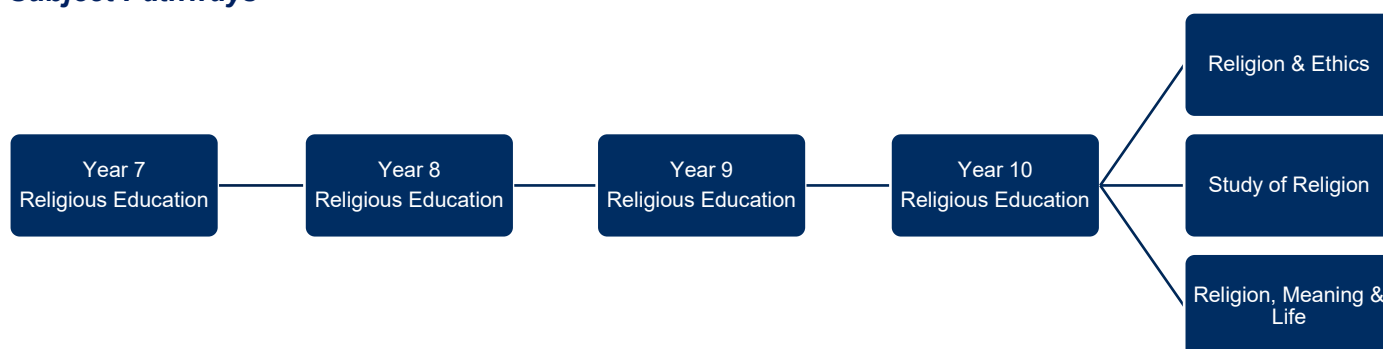 Subject Pathways
Religion & Ethics
Year 7
Religious Education
Year 8
Religious Education
Year 9
Religious Education
Year 10
Religious Education
Study of Religion
Religion, Meaning &
Life